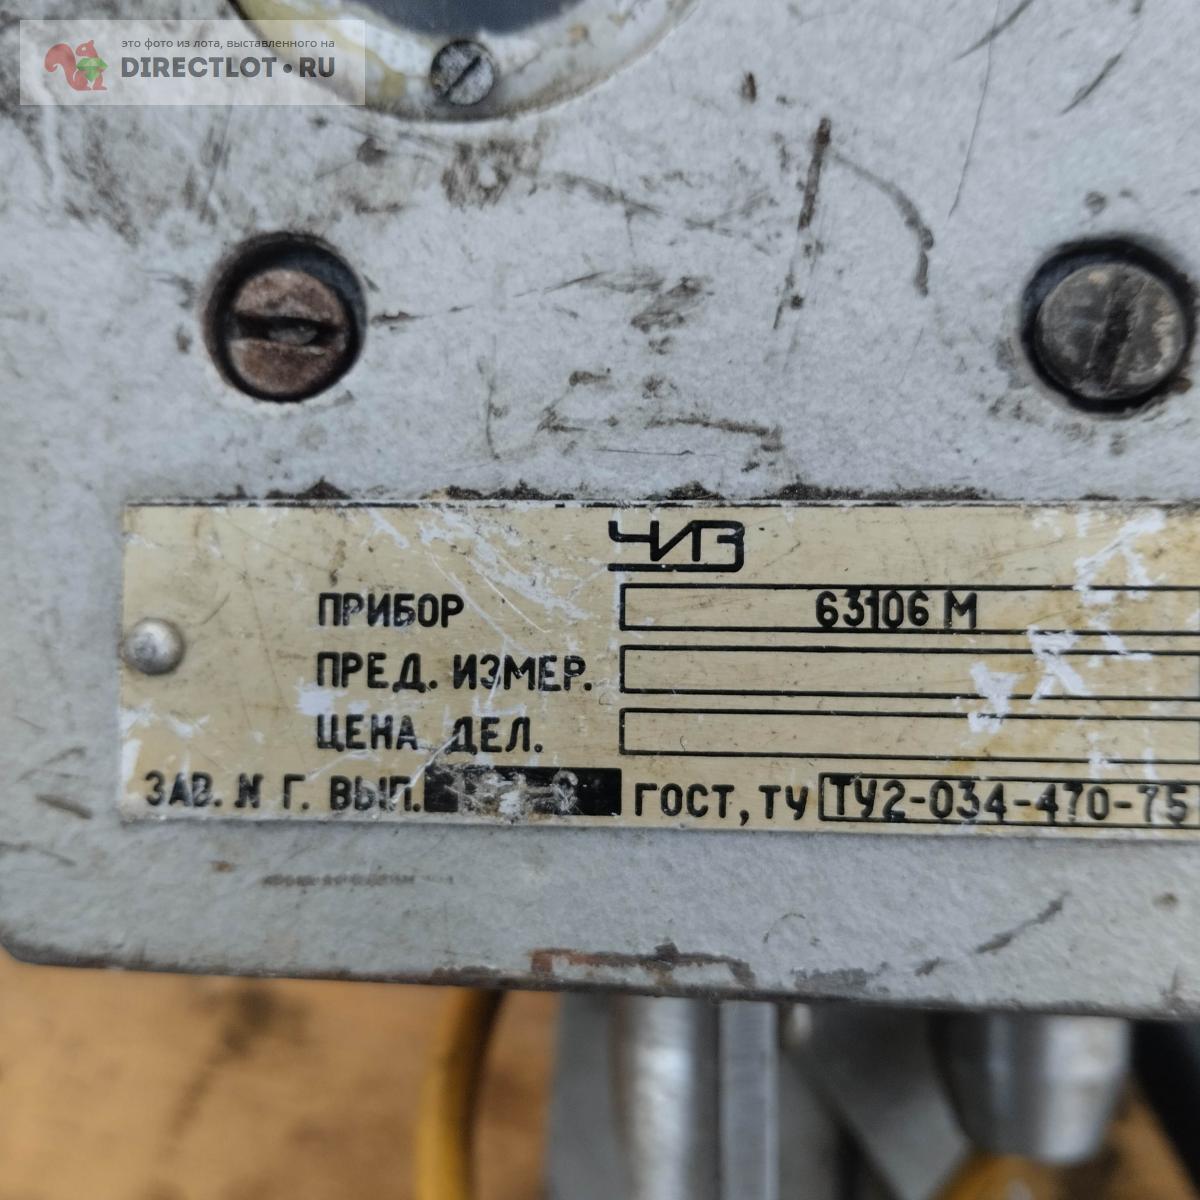 это фото из лота, выставленного на
DIRECTLOT•RU
ЧИЗ
ПРИБОР 63106 М
ПРЕД. ИЗМЕР.
ЦЕНА ДЕЛ.
ЗАВ. № Г. ВЫП. ГОСТ, ТУ ТУ2-034-470-75